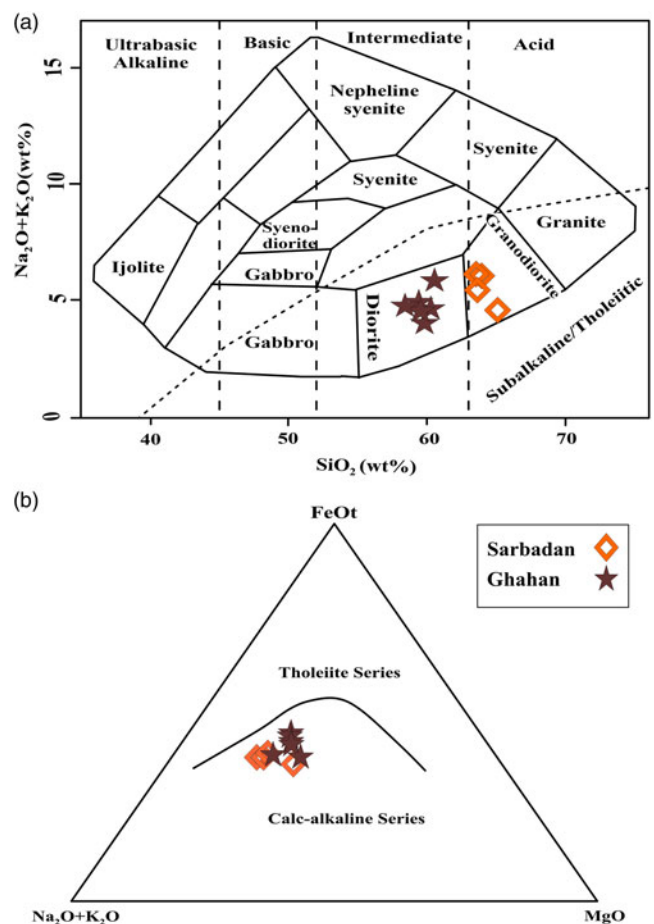 (a)
Ultrabasic
Alkaline
Basic
Intermediate
Acid
Nepheline
syenite
Syenite
Syenite
Granite
Granodiorite
Syeno-
diorite
Ijolite
Gabbro
Gabbro
Diorite
Subalkaline/Tholeiitic
Na₂O+K₂O(wt%)
15
10
5
0
40
50
60
70
SiO₂(wt%)
(b)
FeOt
Sarbadan
Ghahan
Tholeiite Series
Calc-alkaline Series
Na₂O+K₂O
MgO